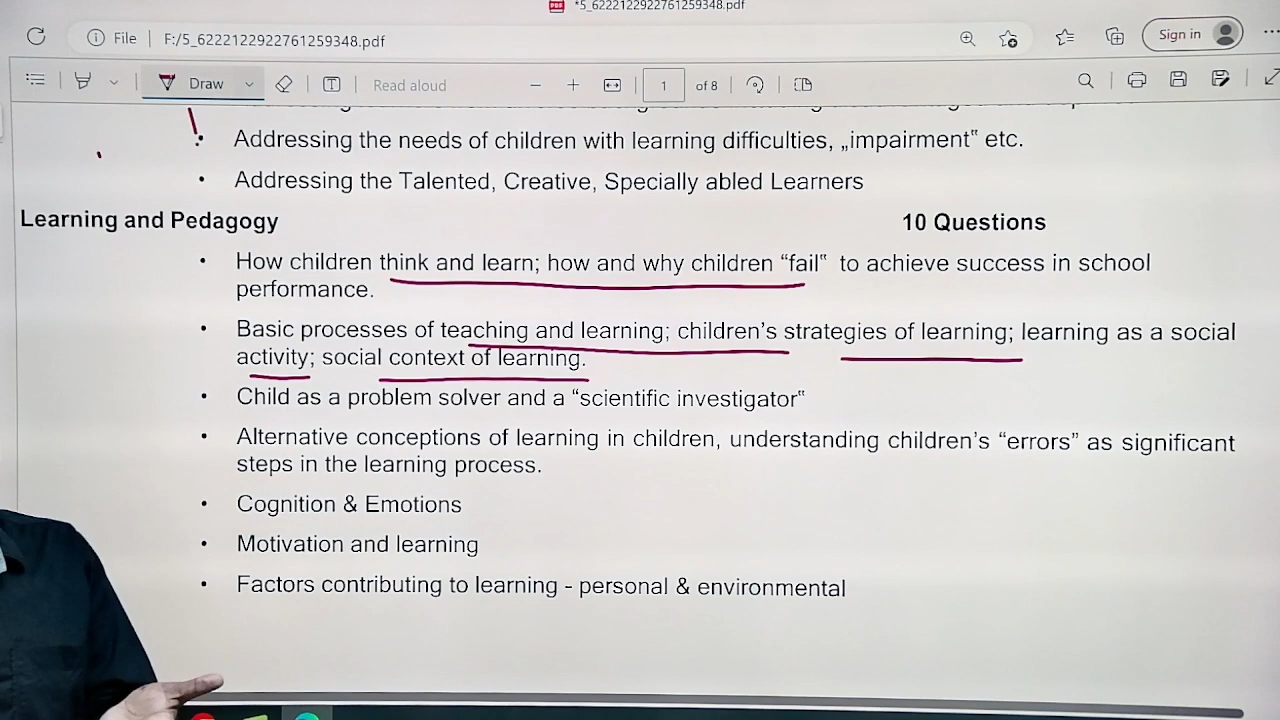 *5_6222122922761259348.pdf
File F:/5_6222122922761259348.pdf Sign in
Draw Read aloud 1 of 8
• Addressing the needs of children with learning difficulties, „impairment‟ etc.
• Addressing the Talented, Creative, Specially abled Learners
Learning and Pedagogy 10 Questions
• How children think and learn; how and why children “fail‟ to achieve success in school
performance.
• Basic processes of teaching and learning; children’s strategies of learning; learning as a social
activity; social context of learning.
• Child as a problem solver and a “scientific investigator‟
• Alternative conceptions of learning in children, understanding children’s “errors” as significant
steps in the learning process.
• Cognition & Emotions
• Motivation and learning
• Factors contributing to learning - personal & environmental